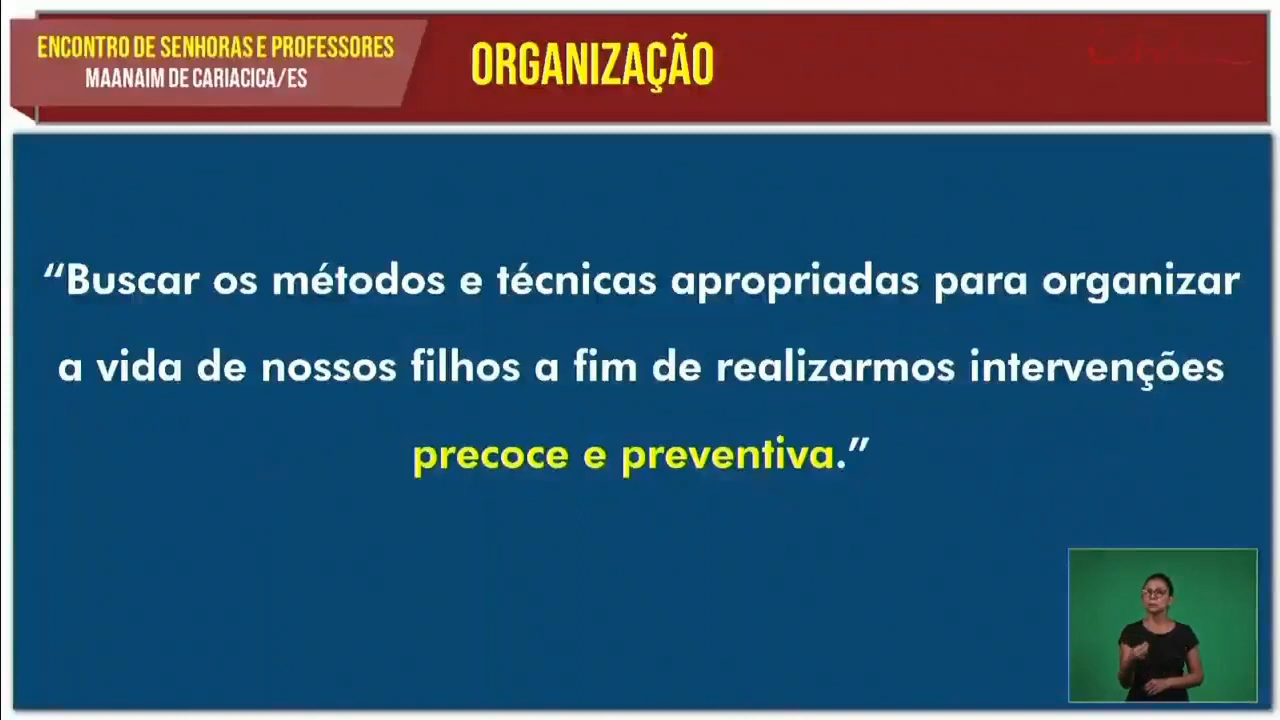 ENCONTRO DE SENHORAS E PROFESSORES
MAANAIM DE CARIACICA/ES
ORGANIZAÇÃO
“Buscar os métodos e técnicas apropriadas para organizar
a vida de nossos filhos a fim de realizarmos intervenções
precoce e preventiva.”